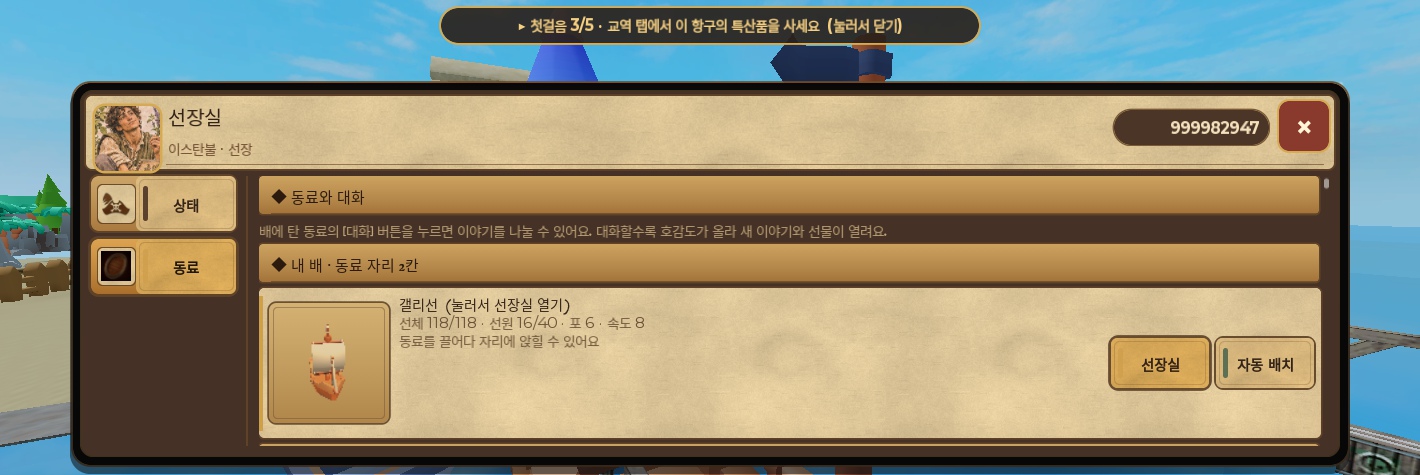 ▸ 첫걸음 3/5 · 교역 탭에서 이 항구의 특산품을 사세요 (눌러서 닫기)
선장실
이스탄불 · 선장
999982947
×
상태
동료
◆ 동료와 대화
배에 탄 동료의 [대화] 버튼을 누르면 이야기를 나눌 수 있어요. 대화할수록 호감도가 올라 새 이야기와 선물이 열려요.
◆ 내 배 · 동료 자리 2칸
갤리선 (눌러서 선장실 열기)
선체 118/118 · 선원 16/40 · 포 6 · 속도 8
동료를 끌어다 자리에 앉힐 수 있어요
선장실
자동 배치